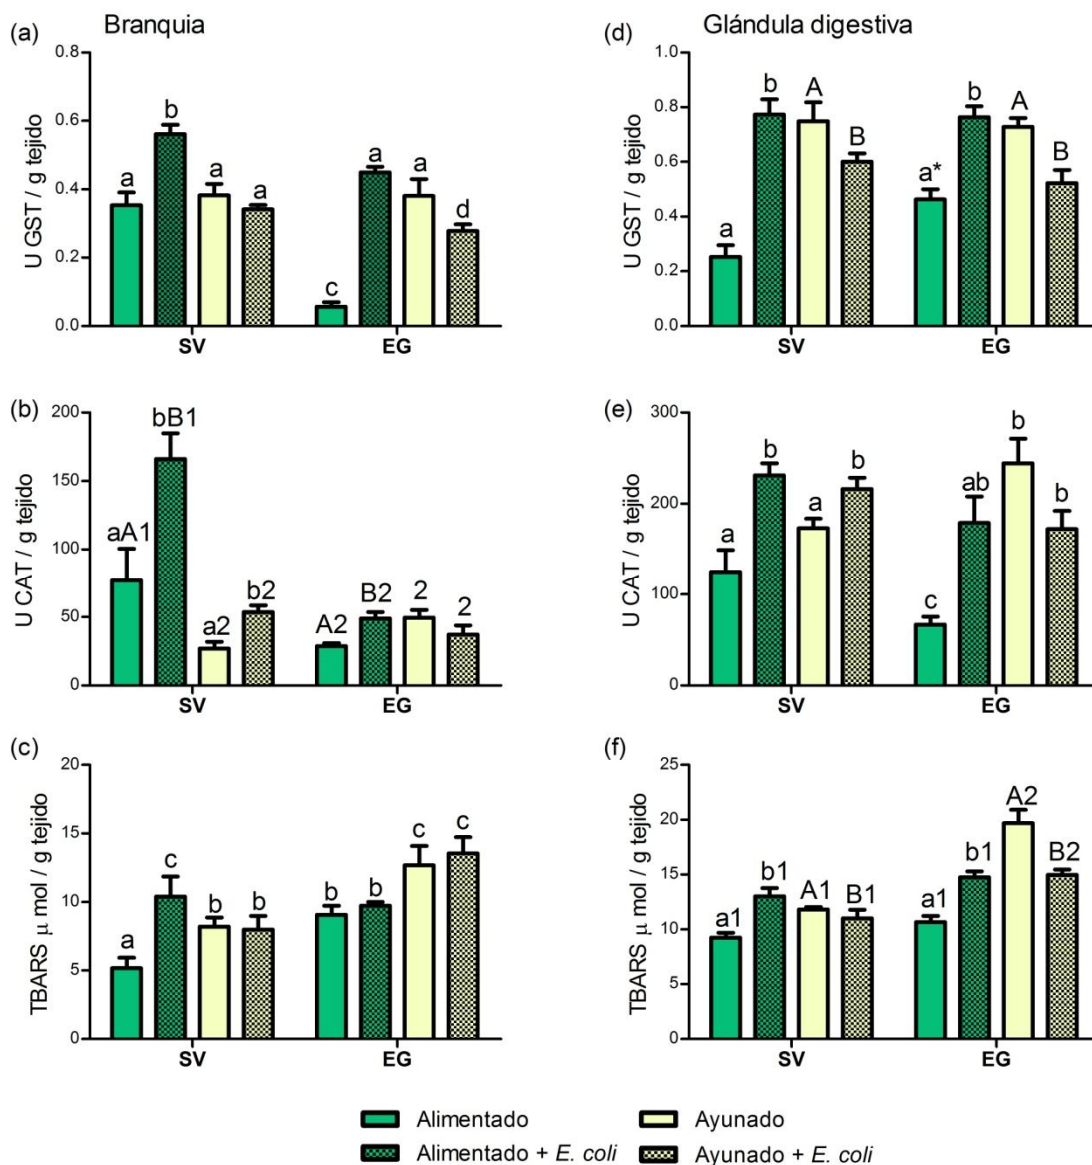 (a) Branquia
U GST / g tejido
0.8
0.6
0.4
0.2
0.0
a b a a c a a d
SV EG
(d) Glándula digestiva
U GST / g tejido
1.0
0.8
0.6
0.4
0.2
0.0
a b A B a* b A B
SV EG
(b)
U CAT / g tejido
200
150
100
50
0
aA1 bB1 a2 b2 A2 B2 2 2
SV EG
(e)
U CAT / g tejido
300
200
100
0
a b a b c ab b b
SV EG
(c)
TBARS μ mol / g tejido
20
15
10
5
0
a c b b b b c c
SV EG
(f)
TBARS μ mol / g tejido
25
20
15
10
5
0
a1 b1 A1 B1 a1 b1 A2 B2
SV EG
Alimentado
Ayunado
Alimentado + E. coli
Ayunado + E. coli